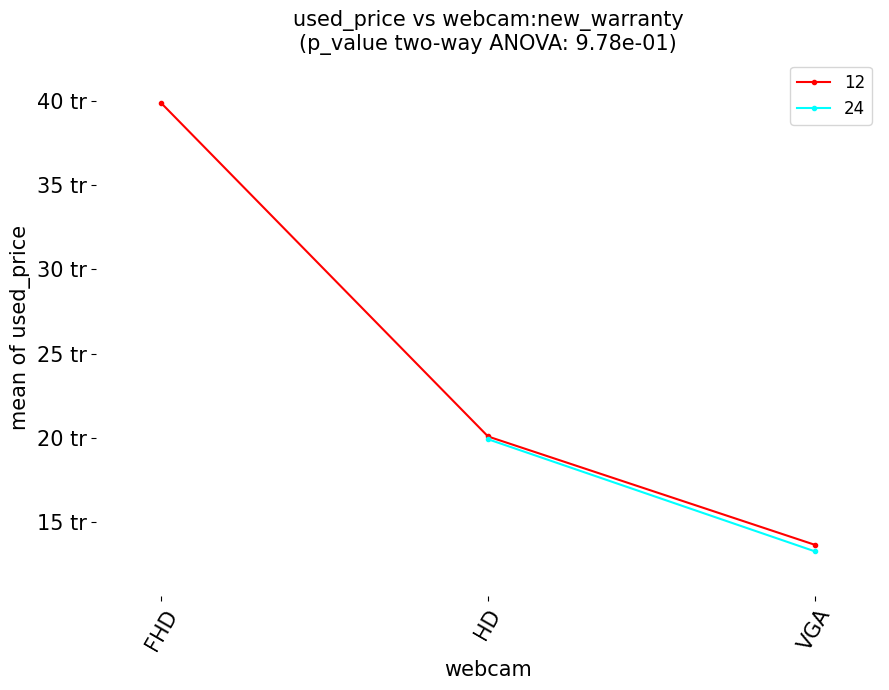 used_price vs webcam:new_warranty
(p_value two-way ANOVA: 9.78e-01)
12
24
40 tr
35 tr
30 tr
25 tr
20 tr
15 tr
mean of used_price
FHD
HD
VGA
webcam